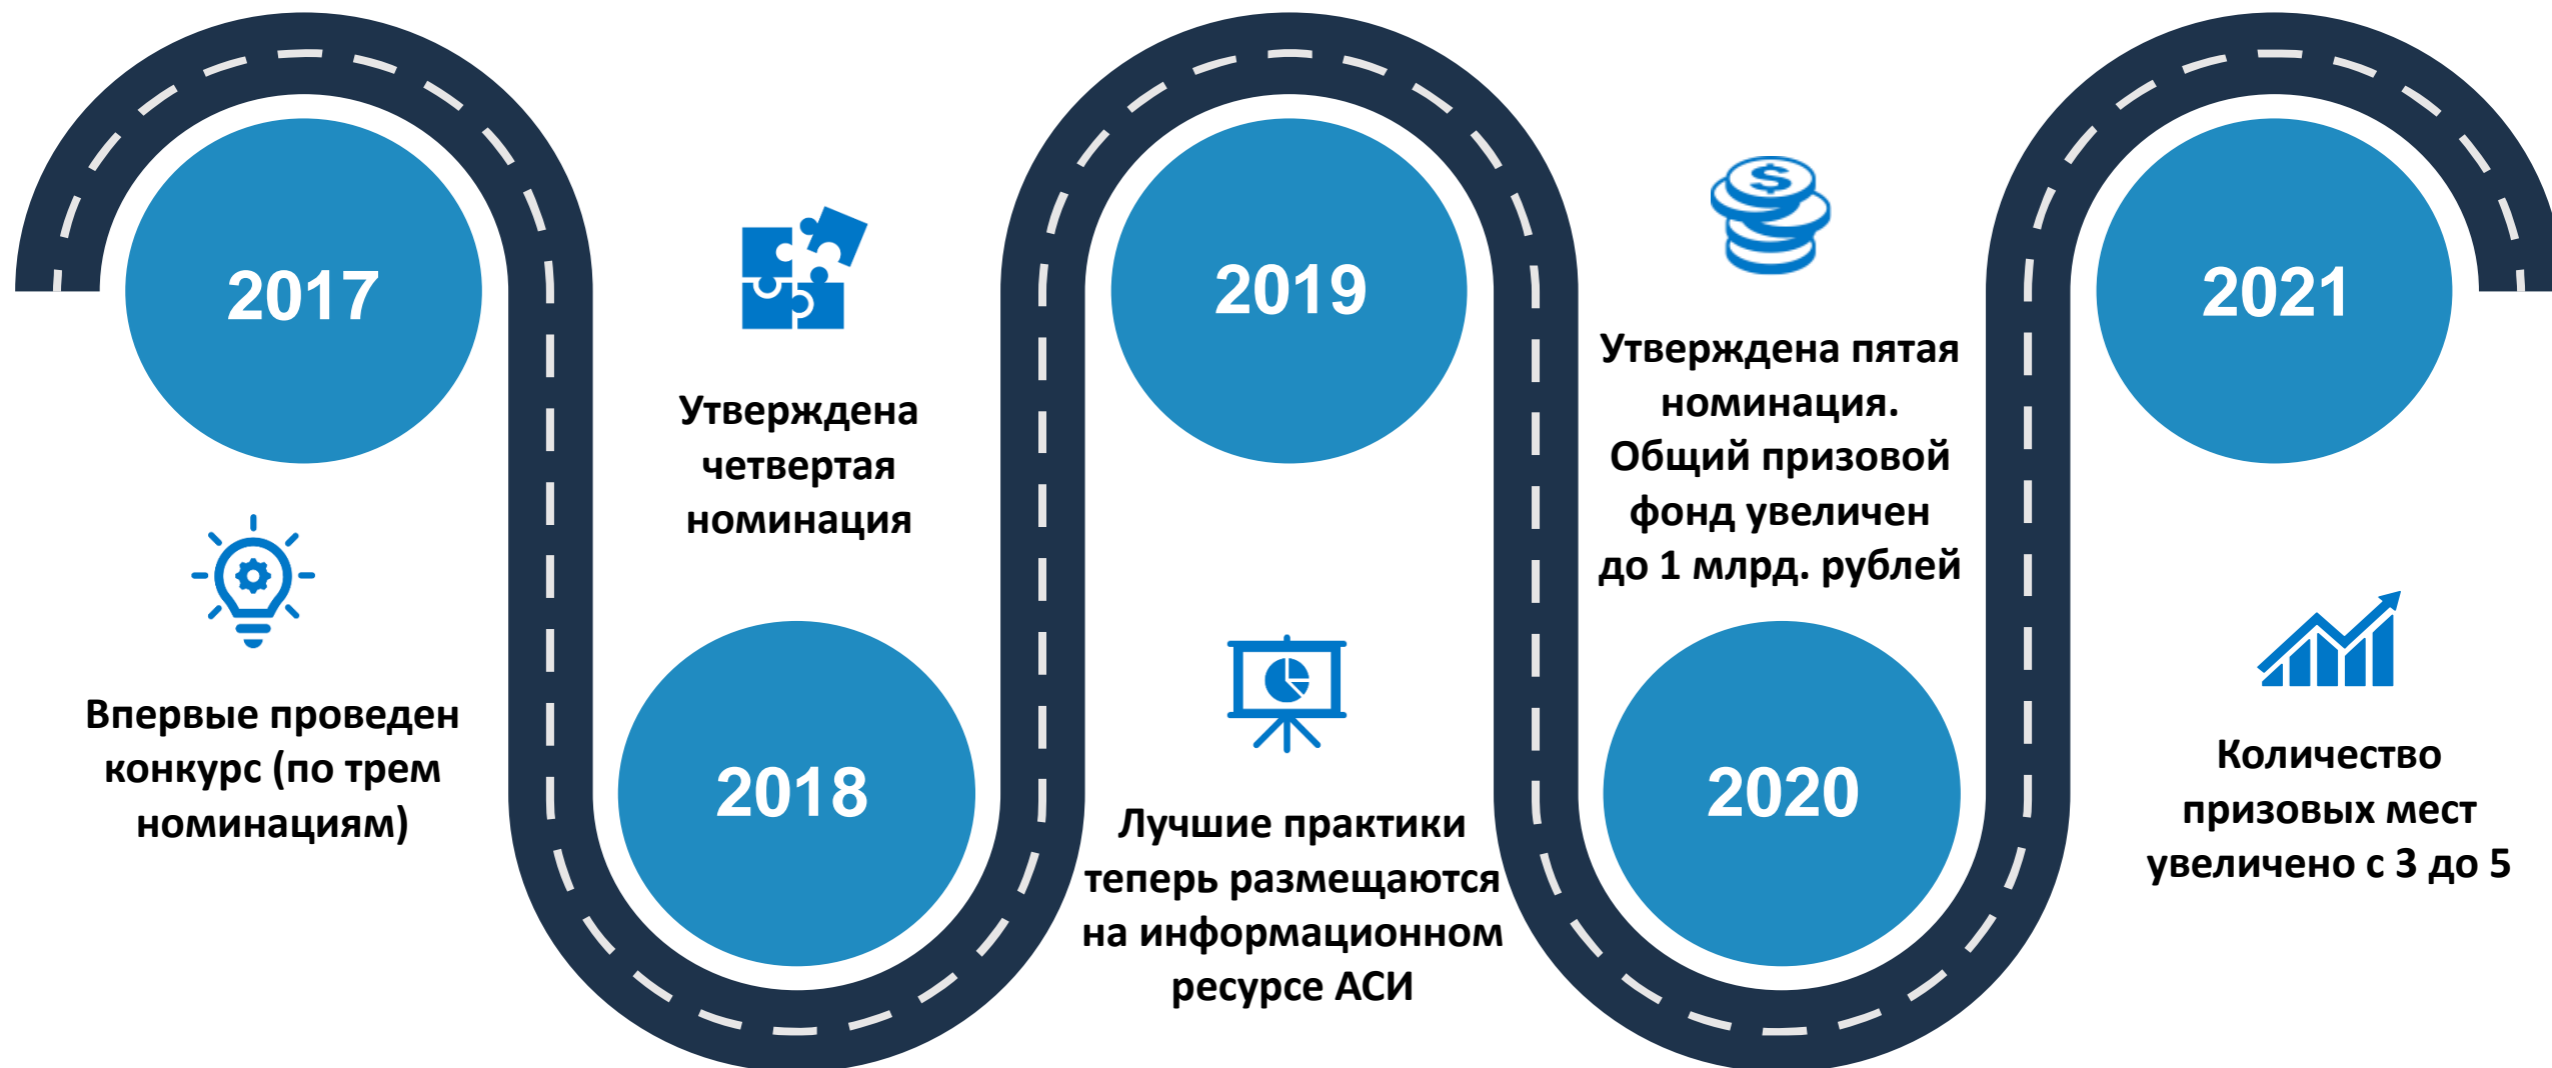 2017
Впервые проведен
конкурс (по трем
номинациям)
Утверждена
четвертая
номинация
2018
2019
Лучшие практики
теперь размещаются
на информационном
ресурсе АСИ
$
Утверждена пятая
номинация.
Общий призовой
фонд увеличен
до 1 млрд. рублей
2020
2021
Количество
призовых мест
увеличено с 3 до 5